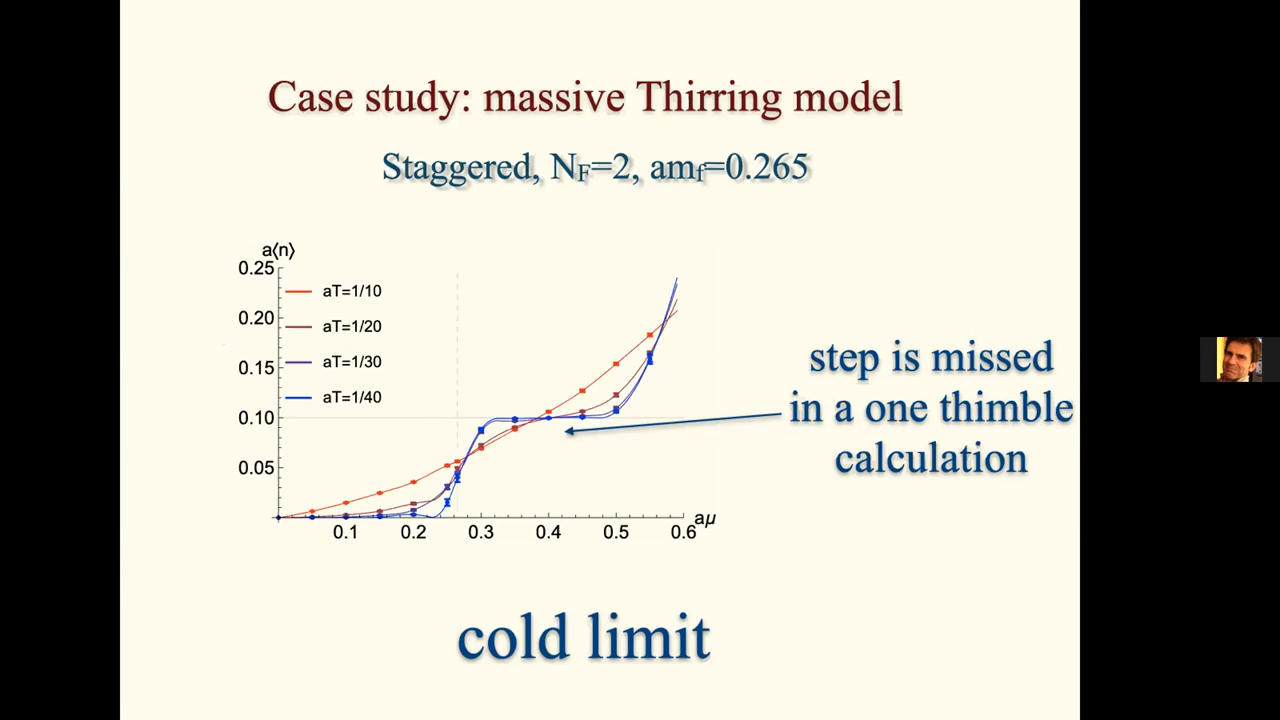 Case study: massive Thirring model
Staggered, NF=2, amf=0.265
a⟨n⟩
0.25
0.20
0.15
0.10
0.05
aT=1/10
aT=1/20
aT=1/30
aT=1/40
0.1 0.2 0.3 0.4 0.5 0.6
aμ
step is missed
in a one thimble
calculation
cold limit